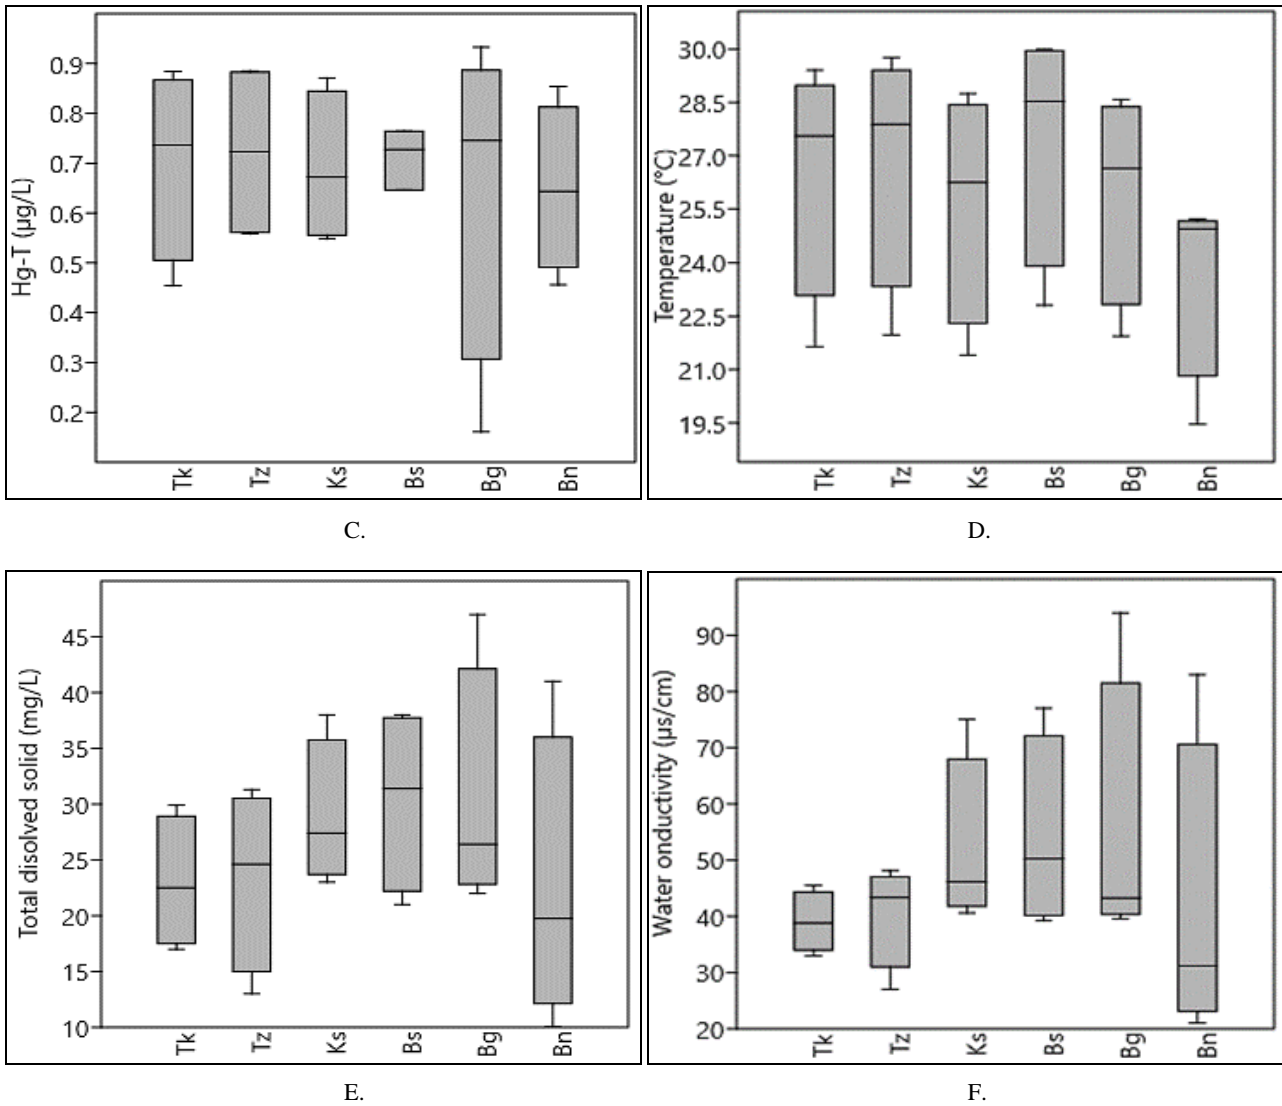 Hg-T (µg/L)
0.9
0.8
0.7
0.6
0.5
0.4
0.3
0.2
Tk Tz Ks Bs Bg Bn
C.
Temperature (°C)
30.0
28.5
27.0
25.5
24.0
22.5
21.0
19.5
Tk Tz Ks Bs Bg Bn
D.
Total disolved solid (mg/L)
45
40
35
30
25
20
15
10
Tk Tz Ks Bs Bg Bn
E.
Water onductivity (µs/cm)
90
80
70
60
50
40
30
20
Tk Tz Ks Bs Bg Bn
F.